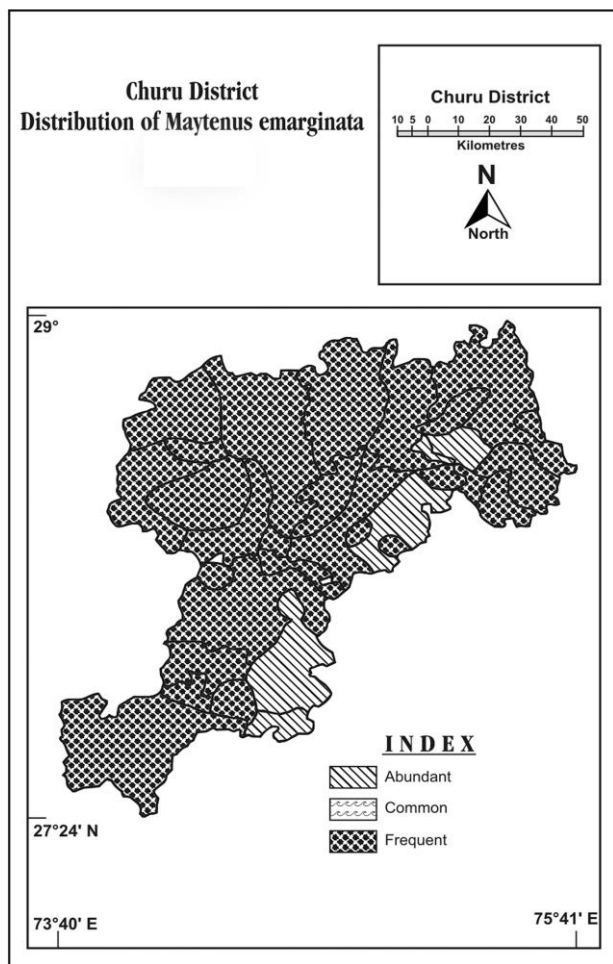 Churu District
Distribution of Maytenus emarginata
Churu District
10 5 0 10 20 30 40 50
Kilometres
N
North
29°
27°24' N
73°40' E
75°41' E
INDEX
Abundant
Common
Frequent